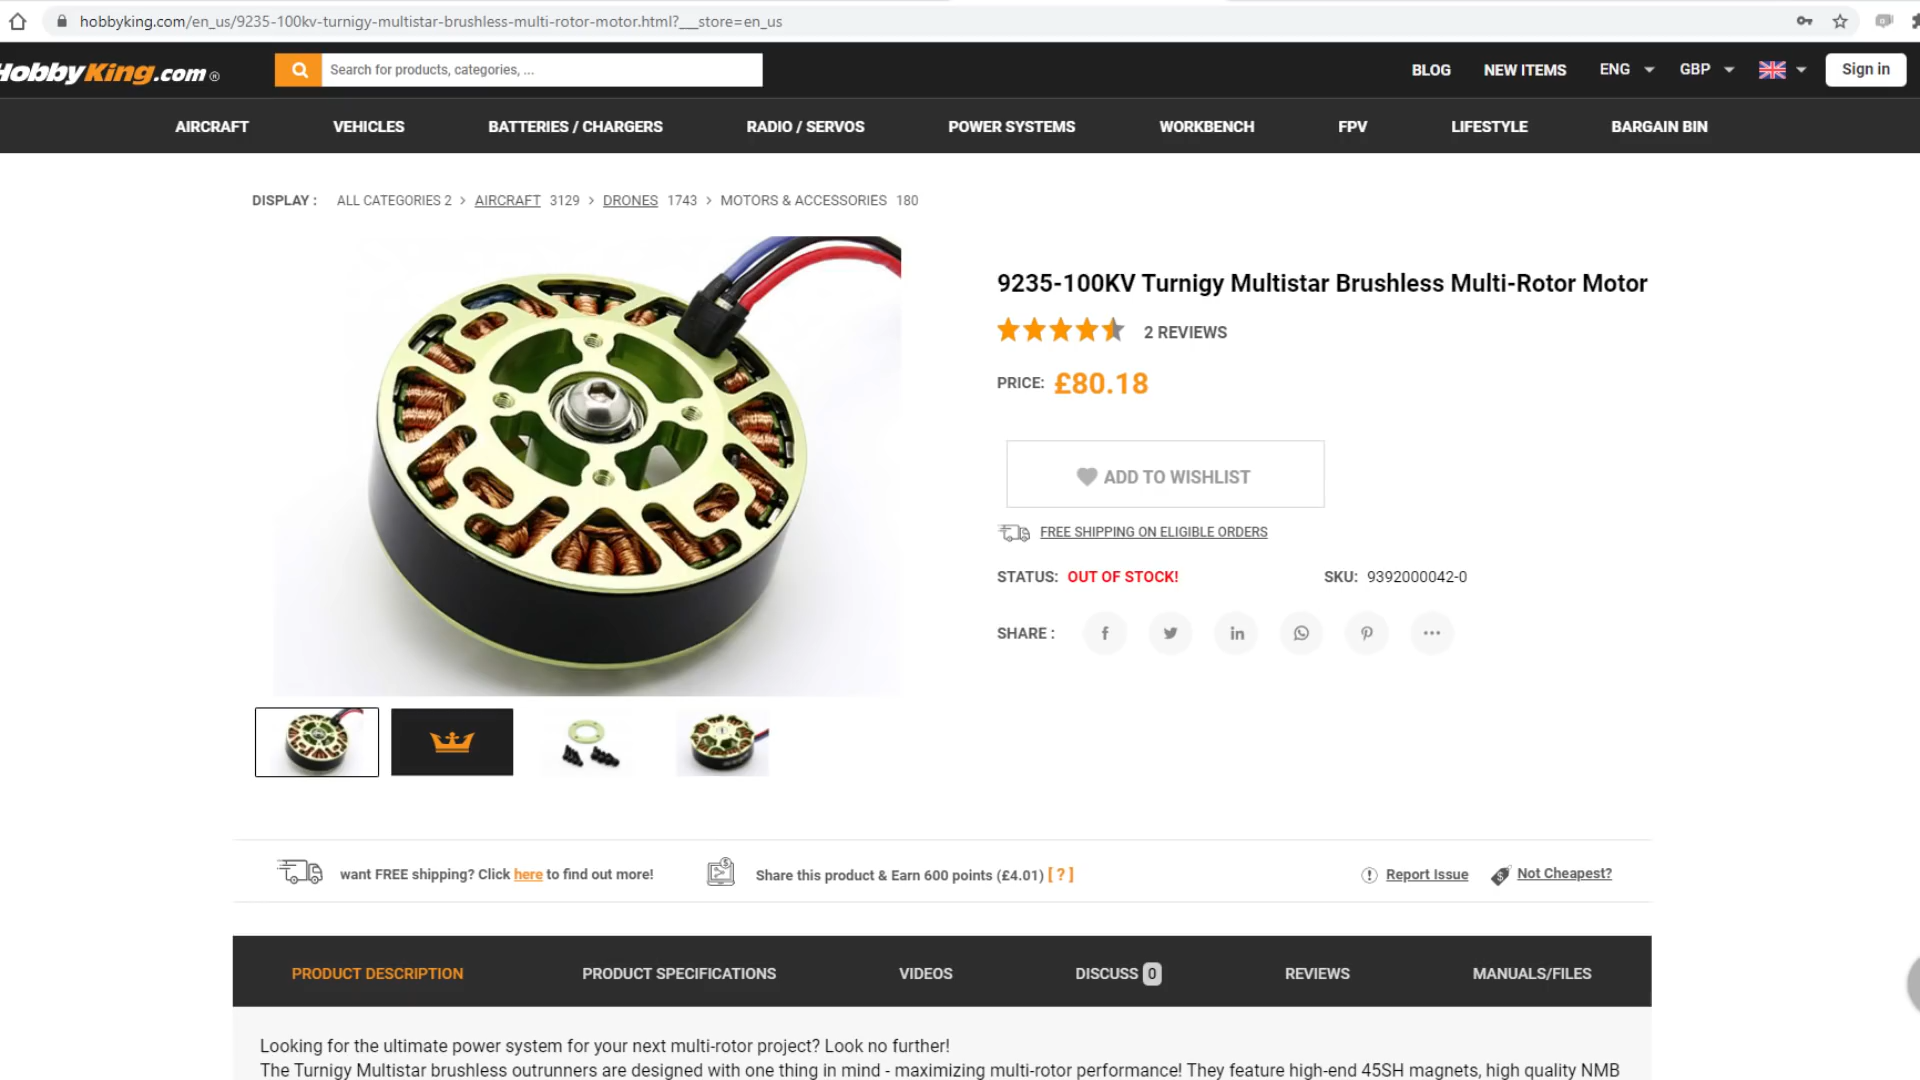 hobbyking.com/en_us/9235-100kv-turnigy-multistar-brushless-multi-rotor-motor.html?___store=en_us
HobbyKing.com ®
Search for products, categories, ...
BLOG
NEW ITEMS
ENG
GBP
Sign in
AIRCRAFT
VEHICLES
BATTERIES / CHARGERS
RADIO / SERVOS
POWER SYSTEMS
WORKBENCH
FPV
LIFESTYLE
BARGAIN BIN
DISPLAY : ALL CATEGORIES 2 > AIRCRAFT 3129 > DRONES 1743 > MOTORS & ACCESSORIES 180
9235-100KV Turnigy Multistar Brushless Multi-Rotor Motor
2 REVIEWS
PRICE: £80.18
ADD TO WISHLIST
FREE SHIPPING ON ELIGIBLE ORDERS
STATUS: OUT OF STOCK!
SKU: 9392000042-0
SHARE :
want FREE shipping? Click here to find out more!
Share this product & Earn 600 points (£4.01) [ ? ]
Report Issue
Not Cheapest?
PRODUCT DESCRIPTION
PRODUCT SPECIFICATIONS
VIDEOS
DISCUSS 0
REVIEWS
MANUALS/FILES
Looking for the ultimate power system for your next multi-rotor project? Look no further!
The Turnigy Multistar brushless outrunners are designed with one thing in mind - maximizing multi-rotor performance! They feature high-end 45SH magnets, high quality NMB